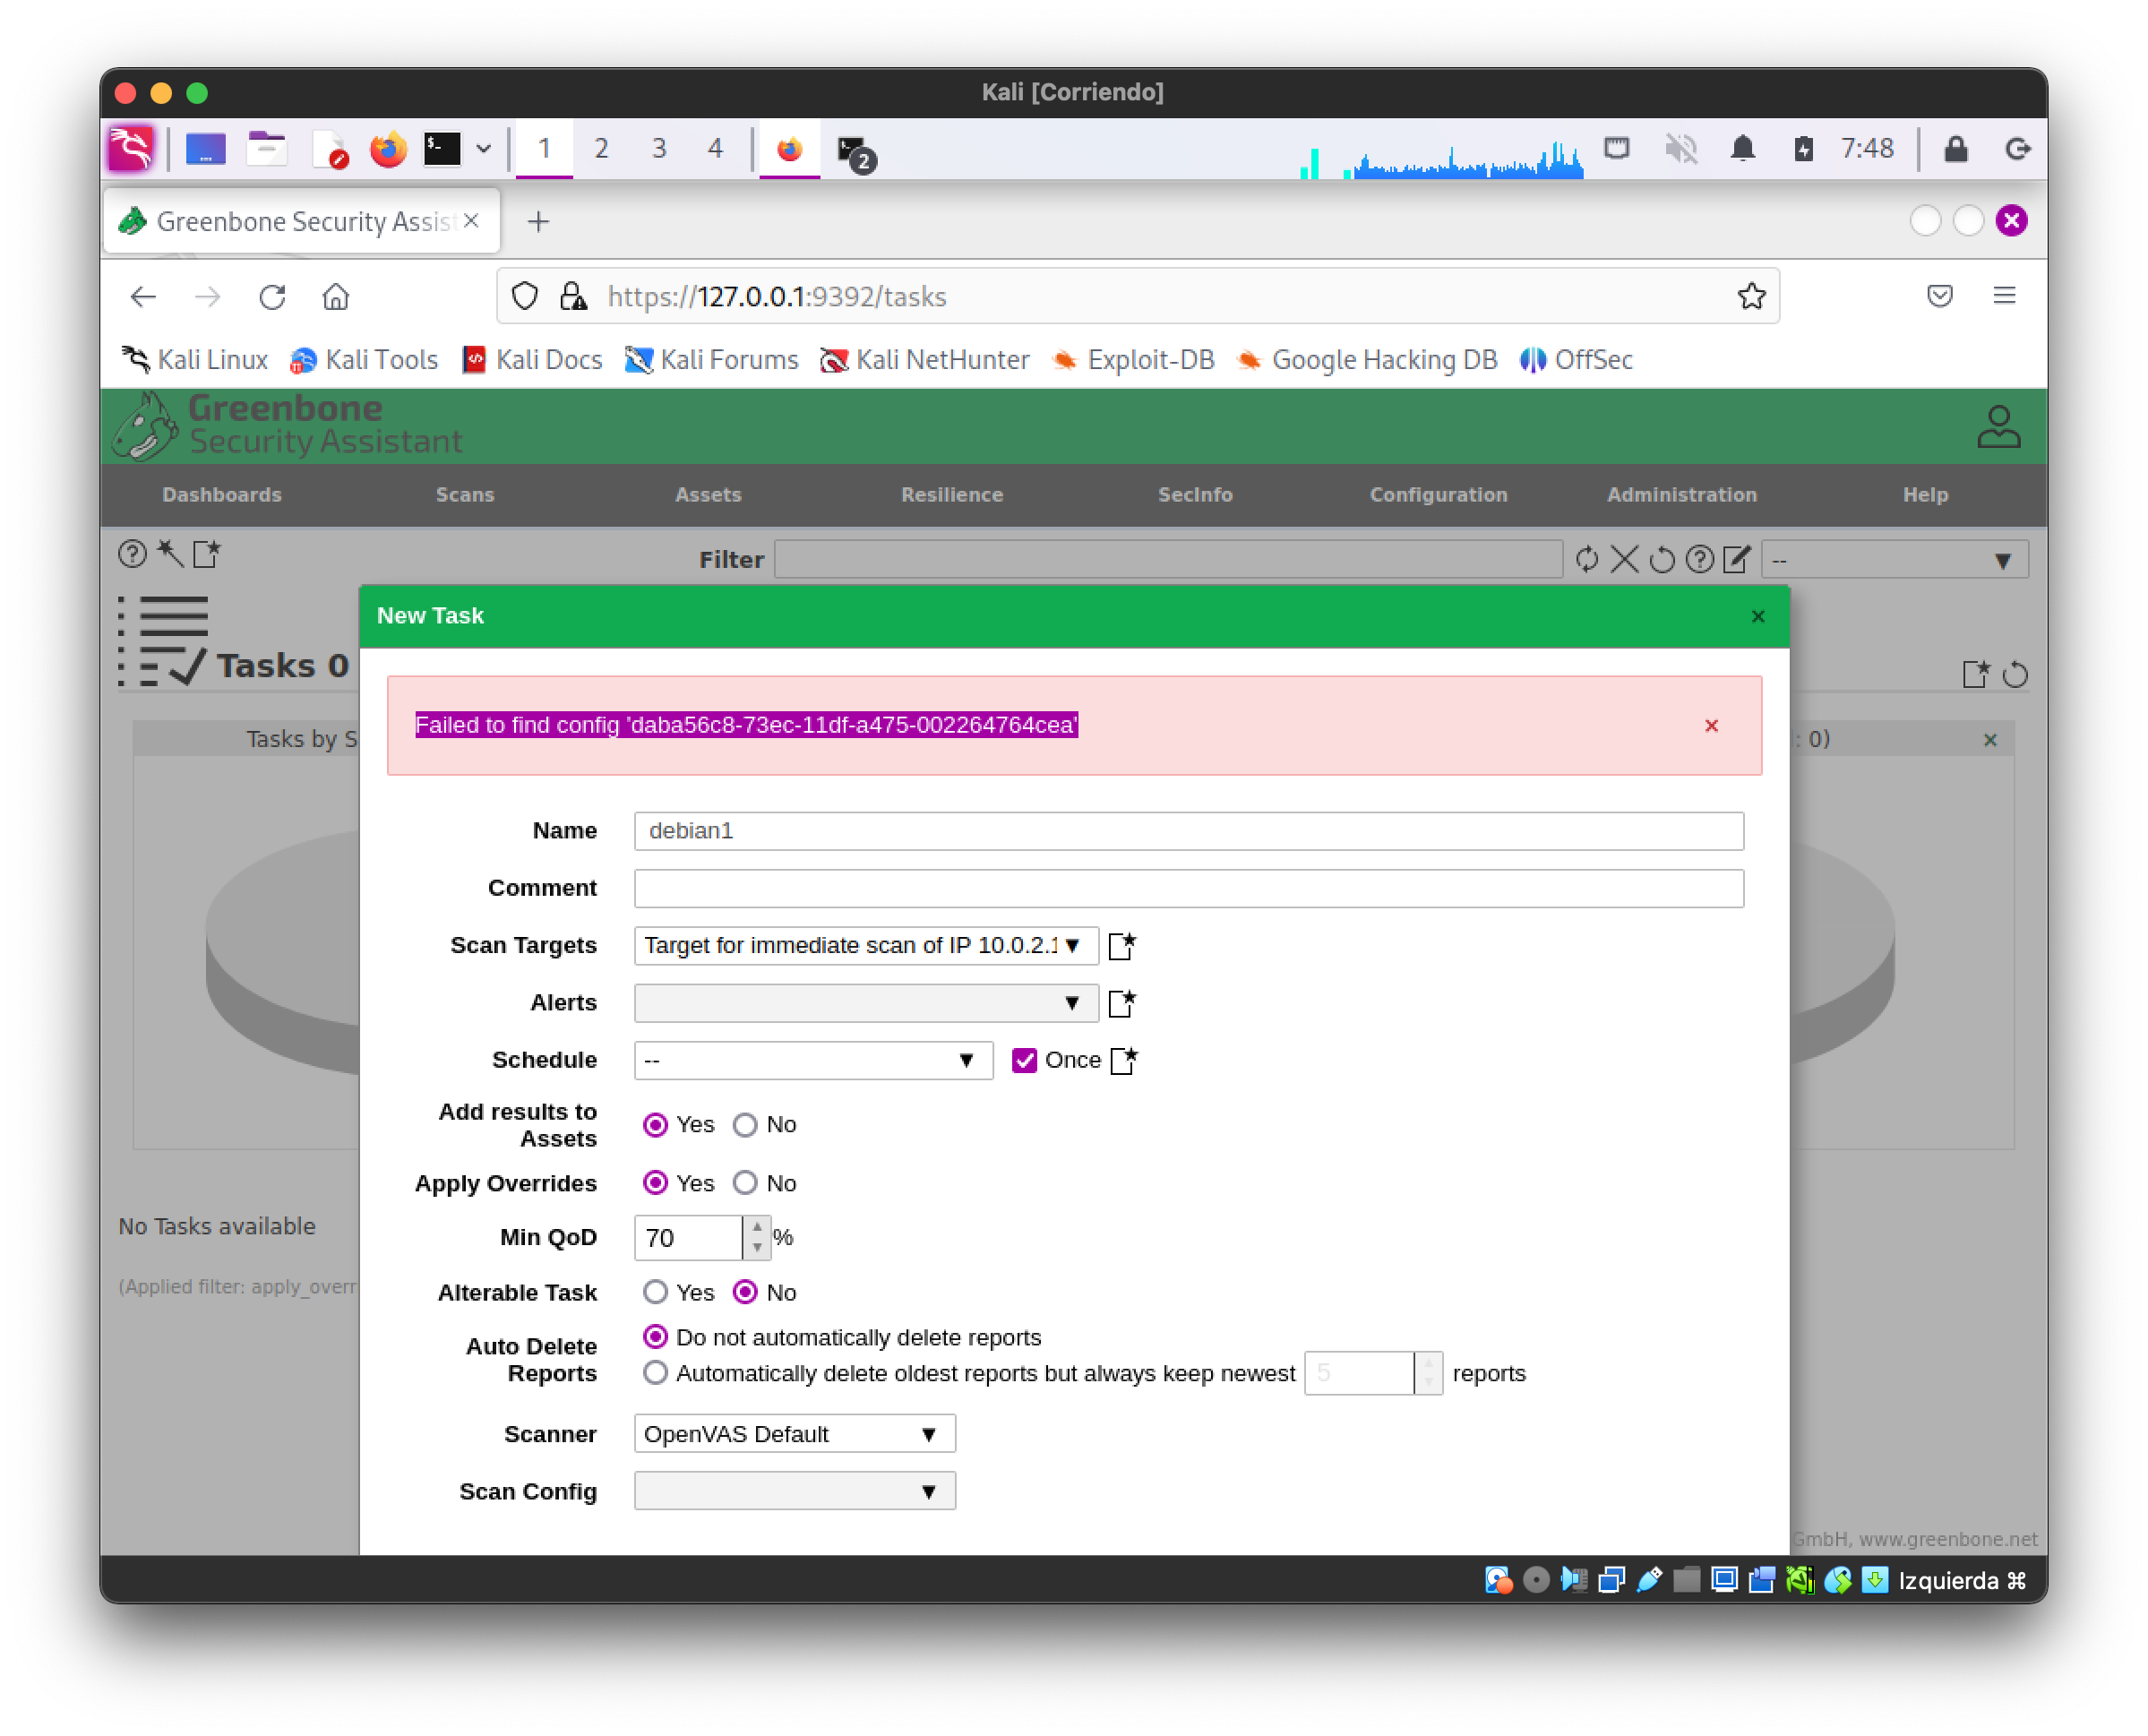 Kali [Corriendo]
1 2 3 4 2 7:48
Greenbone Security Assist
https://127.0.0.1:9392/tasks
Kali Linux Kali Tools Kali Docs Kali Forums Kali NetHunter Exploit-DB Google Hacking DB OffSec
Greenbone
Security Assistant
Dashboards Scans Assets Resilience SecInfo Configuration Administration Help
Filter --
New Task
Tasks 0
Failed to find config 'daba56c8-73ec-11df-a475-002264764cea'
Tasks by S : 0)
Name debian1
Comment
Scan Targets Target for immediate scan of IP 10.0.2.1
Alerts
Schedule -- Once
Add results to
Assets
Yes No
Apply Overrides Yes No
No Tasks available
Min QoD 70 %
(Applied filter: apply_overr
Alterable Task Yes No
Auto Delete
Reports
Do not automatically delete reports
Automatically delete oldest reports but always keep newest 5 reports
Scanner OpenVAS Default
Scan Config
GmbH, www.greenbone.net
Izquierda ⌘